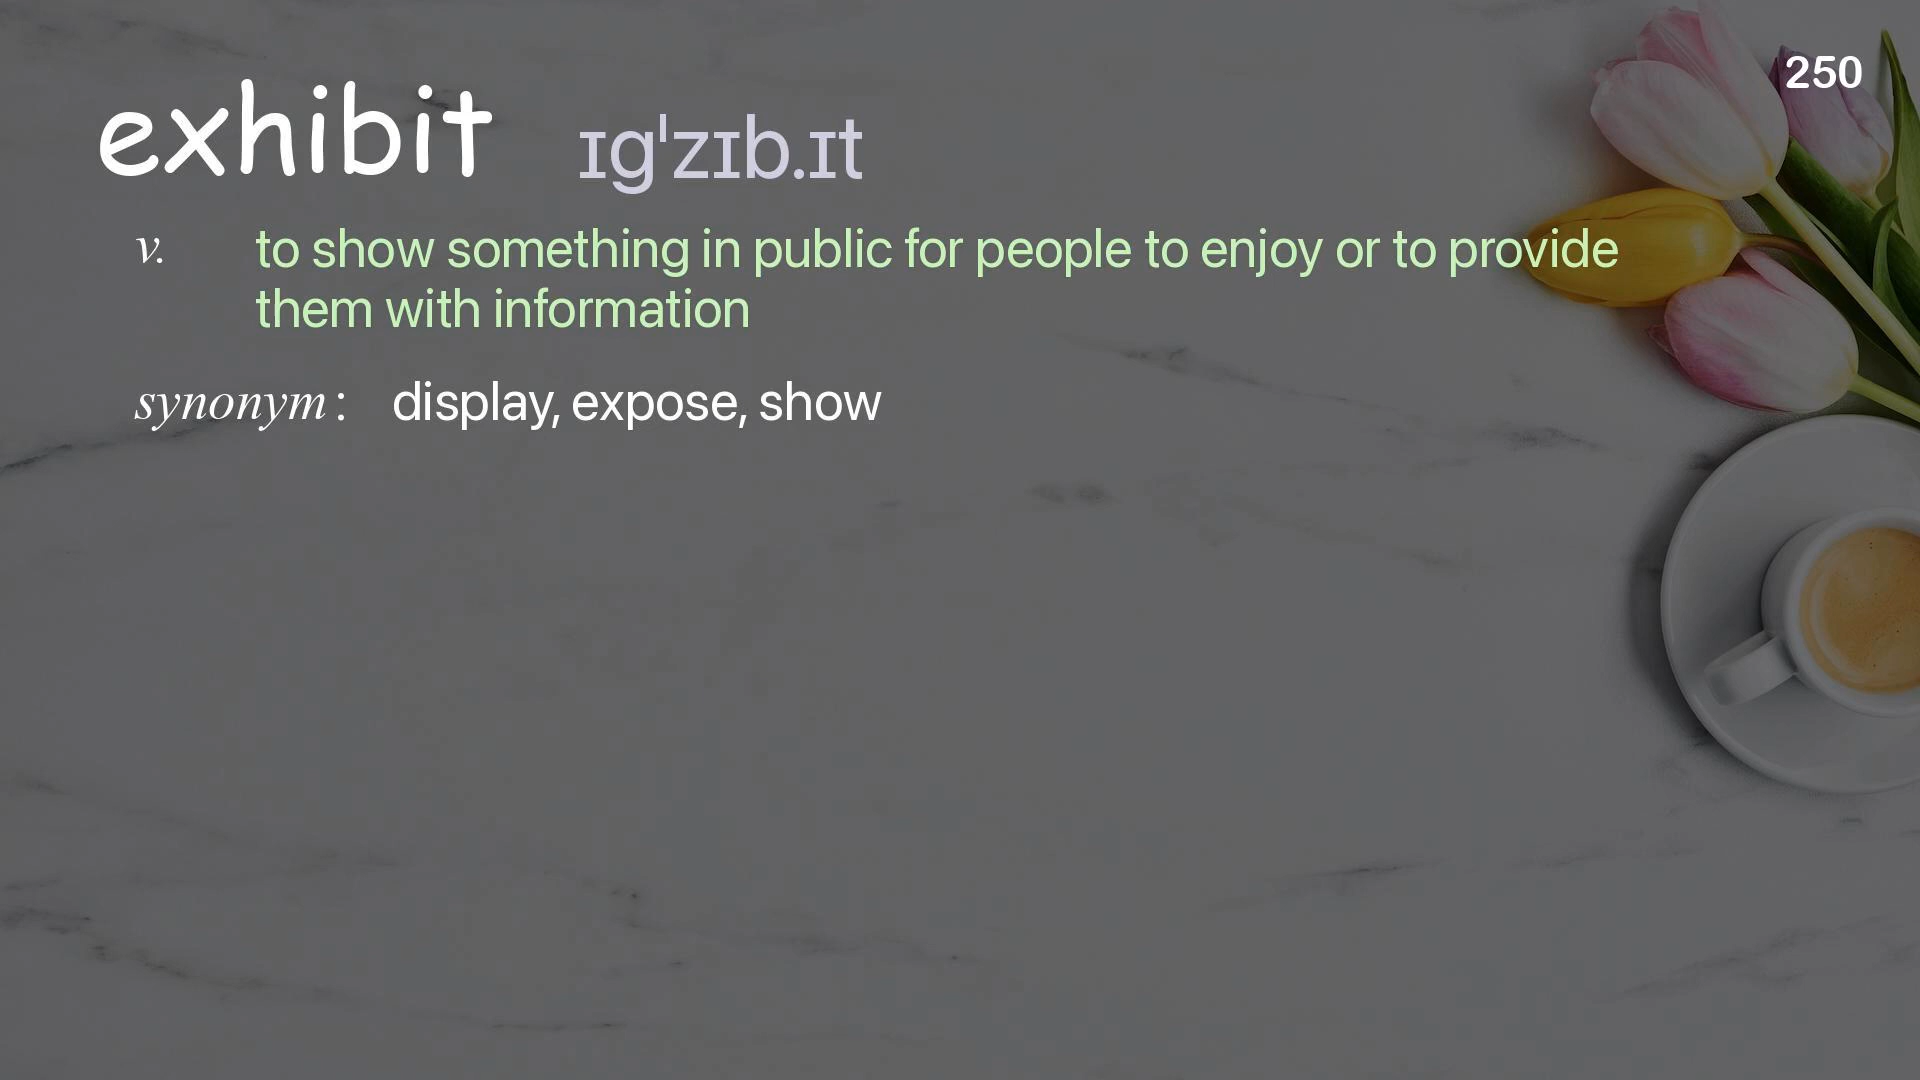 250
exhibit ɪgˈzɪb.ɪt
v. to show something in public for people to enjoy or to provide
them with information
synonym : display, expose, show